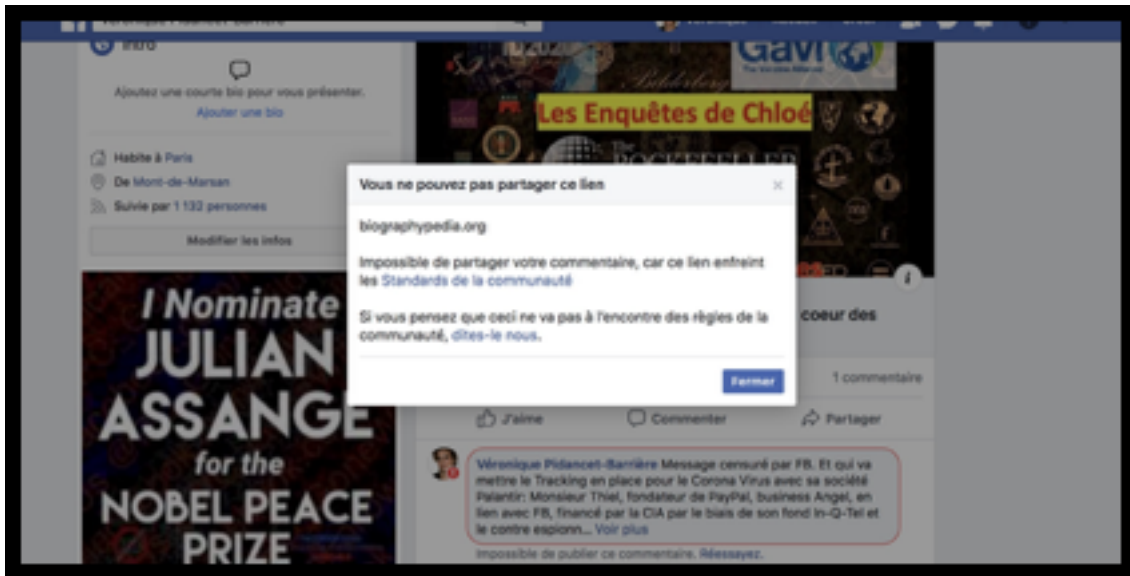 Intro
Ajoutez une courte bio pour vous présenter.
Ajouter une bio
Habite à Paris
De Mont-de-Marsan
Suivie par 1 132 personnes
Modifier les infos
I Nominate
JULIAN
ASSANGE
for the
NOBEL PEACE
PRIZE
Gavi
Bilderberg
Les Enquêtes de Chloé
The
ROCKEFELLER
Vous ne pouvez pas partager ce lien
biographypedia.org
Impossible de partager votre commentaire, car ce lien enfreint
les Standards de la communauté
Si vous pensez que ceci ne va pas à l'encontre des règles de la
communauté, dites-le nous.
Fermer
coeur des
1 commentaire
J'aime
Commenter
Partager
Véronique Pidancet-Barrière Message censuré par FB. Et qui va
mettre le Tracking en place pour le Corona Virus avec sa société
Palantir: Monsieur Thiel, fondateur de PayPal, business Angel, en
lien avec FB, financé par la CIA par le biais de son fond In-Q-Tel et
le contre espionn... Voir plus
Impossible de publier ce commentaire. Réessayez.